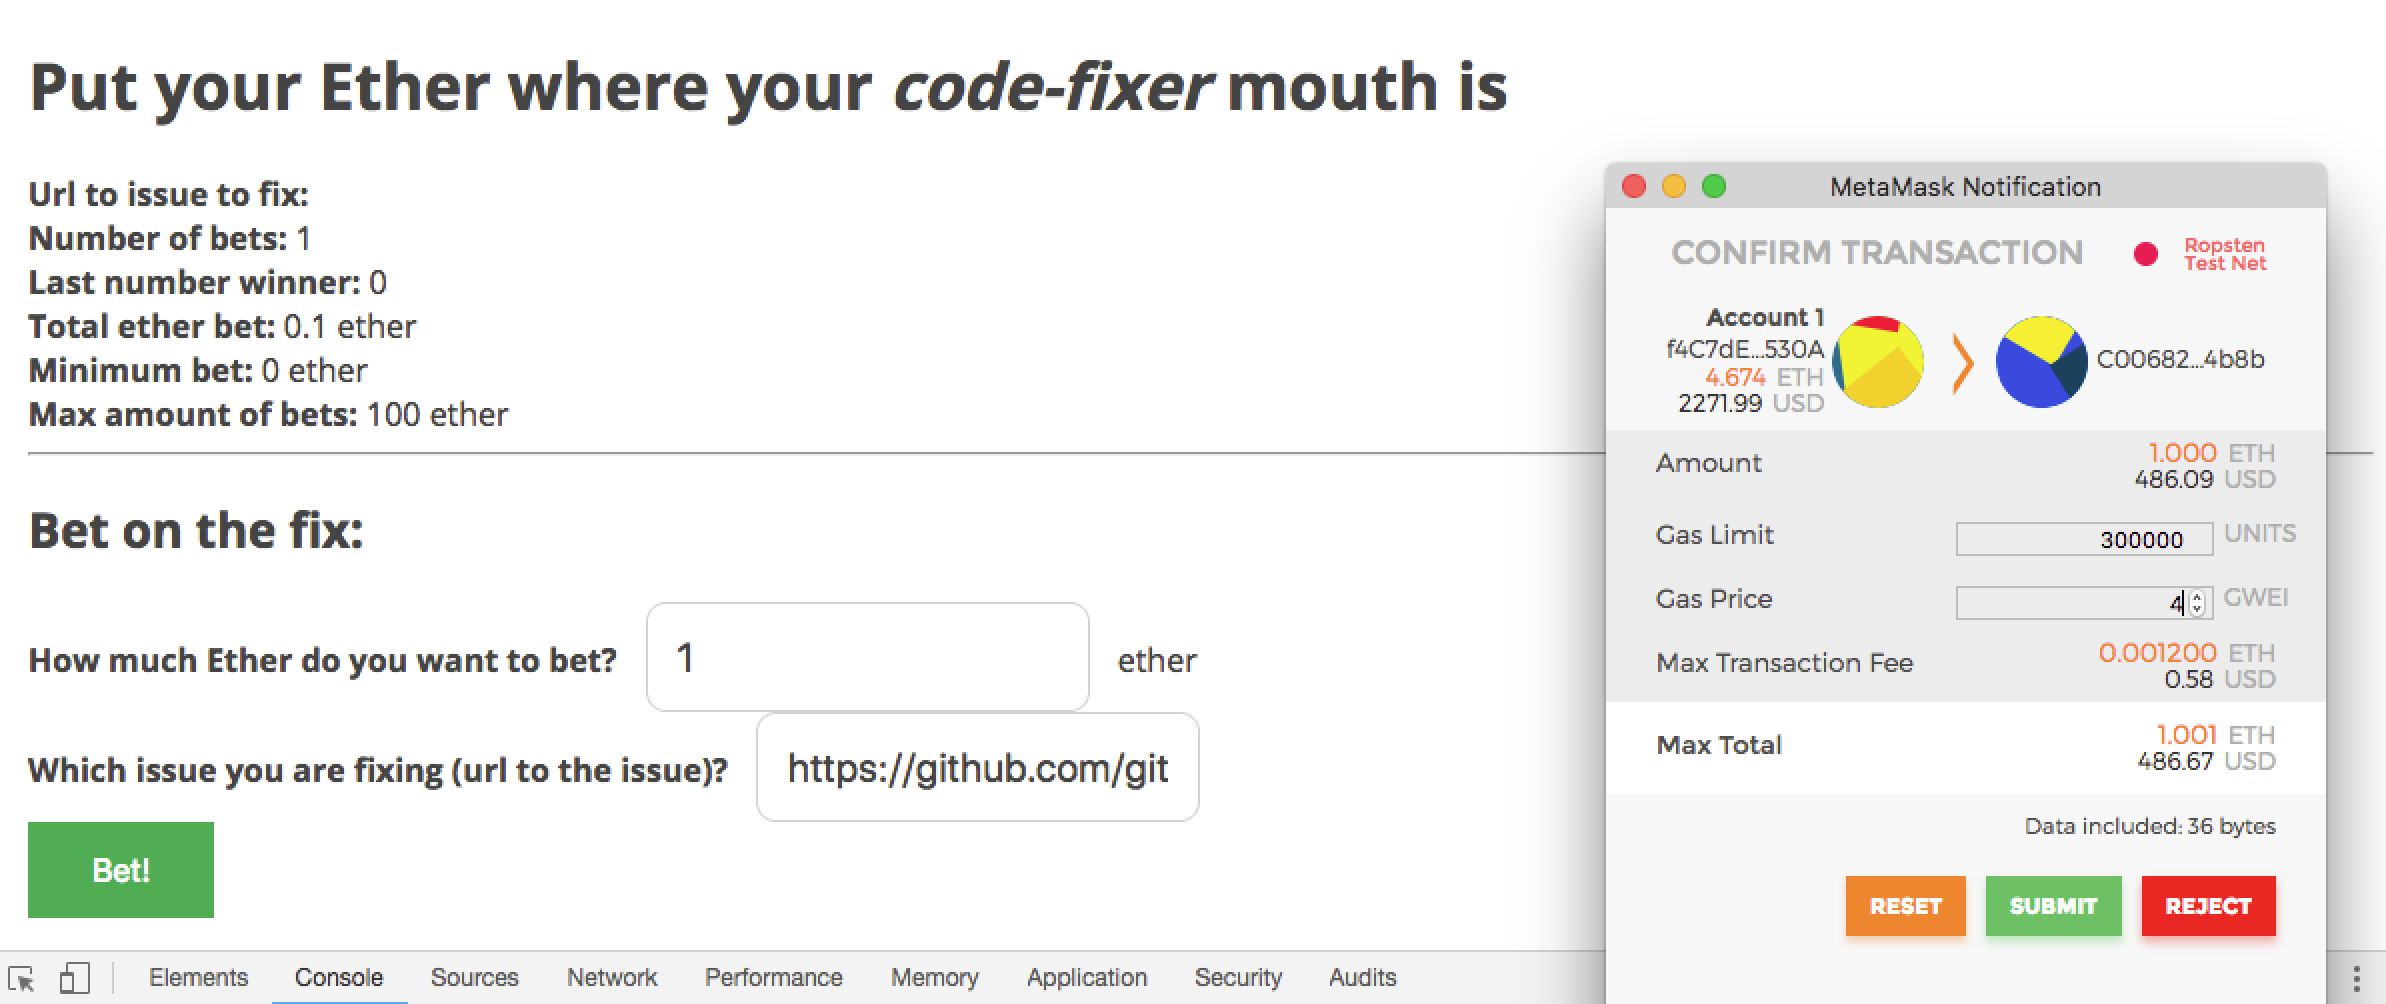 Put your Ether where your code-fixer mouth is
Url to issue to fix:
Number of bets: 1
Last number winner: 0
Total ether bet: 0.1 ether
Minimum bet: 0 ether
Max amount of bets: 100 ether
Bet on the fix:
How much Ether do you want to bet? 1 ether
Which issue you are fixing (url to the issue)? https://github.com/git
Bet!
MetaMask Notification
CONFIRM TRANSACTION
Ropsten
Test Net
Account 1
f4C7dE...530A
4.674 ETH
2271.99 USD
C00682...4b8b
Amount 1.000 ETH
486.09 USD
Gas Limit 300000 UNITS
Gas Price 4 GWEI
Max Transaction Fee 0.001200 ETH
0.58 USD
Max Total 1.001 ETH
486.67 USD
Data included: 36 bytes
RESET SUBMIT REJECT
Elements Console Sources Network Performance Memory Application Security Audits